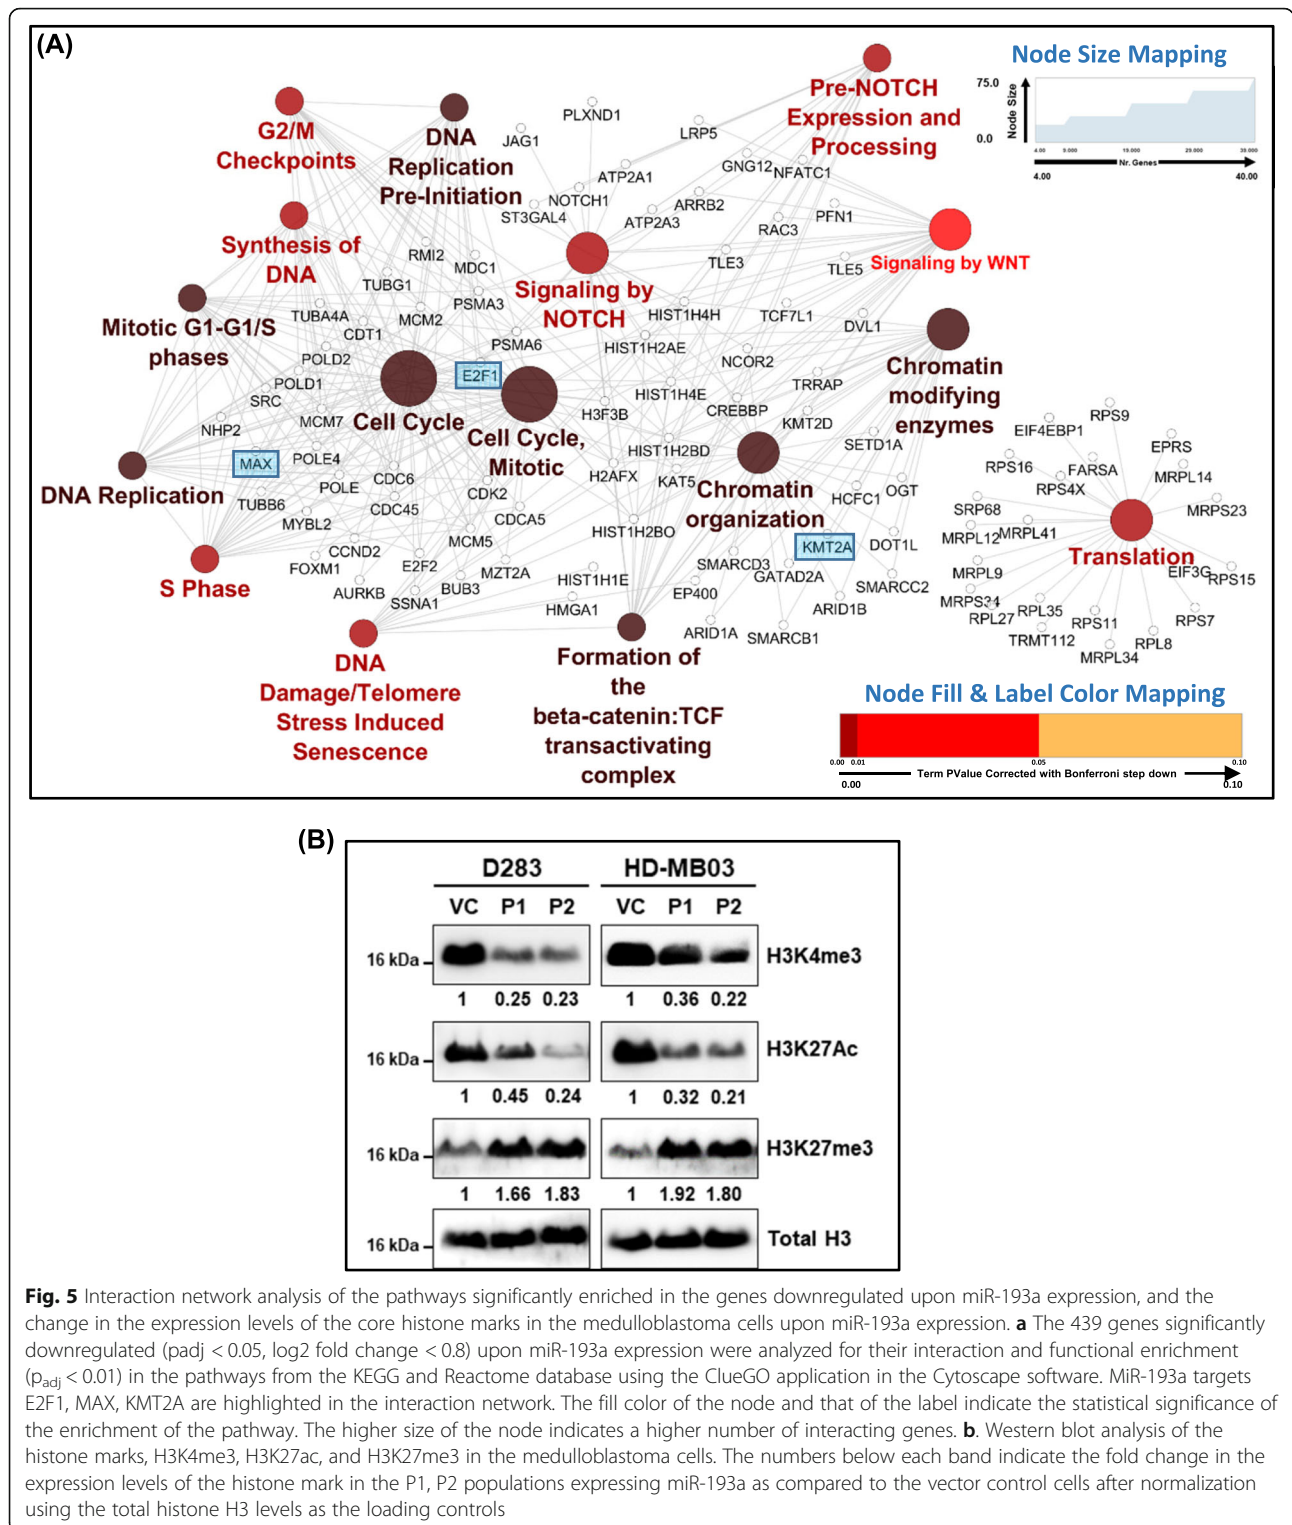 (A)
Node Size Mapping
75.0
0.0
Node Size
4.00 9.000 19.000 29.000 39.000
Nr. Genes
4.00 40.00
G2/M
Checkpoints
DNA
Replication
Pre-Initiation
Pre-NOTCH
Expression and
Processing
Synthesis of
DNA
Mitotic G1-G1/S
phases
Signaling by
NOTCH
Signaling by WNT
Chromatin
modifying
enzymes
Cell Cycle
Cell Cycle,
Mitotic
DNA Replication
Chromatin
organization
S Phase
Translation
DNA
Damage/Telomere
Stress Induced
Senescence
Formation of
the
beta-catenin:TCF
transactivating
complex
PLXND1
JAG1
LRP5
GNG12
NFATC1
ATP2A1
NOTCH1
ST3GAL4
ATP2A3
ARRB2
RAC3
PFN1
RMI2
MDC1
TUBG1
PSMA3
TLE3
TLE5
TUBA4A
CDT1
MCM2
PSMA6
HIST1H4H
TCF7L1
DVL1
HIST1H2AE
NCOR2
POLD2
POLD1
SRC
E2F1
TRRAP
HIST1H4E
CREBBP
KMT2D
H3F3B
NHP2
MCM7
HIST1H2BD
SETD1A
MAX
POLE4
POLE
CDC6
H2AFX
KAT5
HCFC1
OGT
TUBB6
CDC45
CDK2
CDCA5
MYBL2
HIST1H2BO
KMT2A
DOT1L
CCND2
MCM5
FOXM1
E2F2
MZT2A
HIST1H1E
SMARCD3
GATAD2A
SMARCC2
AURKB
SSNA1
BUB3
HMGA1
EP400
ARID1B
ARID1A
SMARCB1
RPS9
EIF4EBP1
EPRS
RPS16
FARSA
MRPL14
RPS4X
SRP68
MRPS23
MRPL12
MRPL41
MRPL9
EIF3G
RPS15
MRPS34
RPL27
RPL35
RPS11
RPS7
TRMT112
RPL8
MRPL34
Node Fill & Label Color Mapping
0.00 0.01 0.05 0.10
Term PValue Corrected with Bonferroni step down
0.00 0.10
(B)
D283 HD-MB03
VC P1 P2 VC P1 P2
16 kDa H3K4me3
1 0.25 0.23 1 0.36 0.22
16 kDa H3K27Ac
1 0.45 0.24 1 0.32 0.21
16 kDa H3K27me3
1 1.66 1.83 1 1.92 1.80
16 kDa Total H3
Fig. 5 Interaction network analysis of the pathways significantly enriched in the genes downregulated upon miR-193a expression, and the
change in the expression levels of the core histone marks in the medulloblastoma cells upon miR-193a expression. a The 439 genes significantly
downregulated (padj < 0.05, log2 fold change < 0.8) upon miR-193a expression were analyzed for their interaction and functional enrichment
(padj < 0.01) in the pathways from the KEGG and Reactome database using the ClueGO application in the Cytoscape software. MiR-193a targets
E2F1, MAX, KMT2A are highlighted in the interaction network. The fill color of the node and that of the label indicate the statistical significance of
the enrichment of the pathway. The higher size of the node indicates a higher number of interacting genes. b. Western blot analysis of the
histone marks, H3K4me3, H3K27ac, and H3K27me3 in the medulloblastoma cells. The numbers below each band indicate the fold change in the
expression levels of the histone mark in the P1, P2 populations expressing miR-193a as compared to the vector control cells after normalization
using the total histone H3 levels as the loading controls